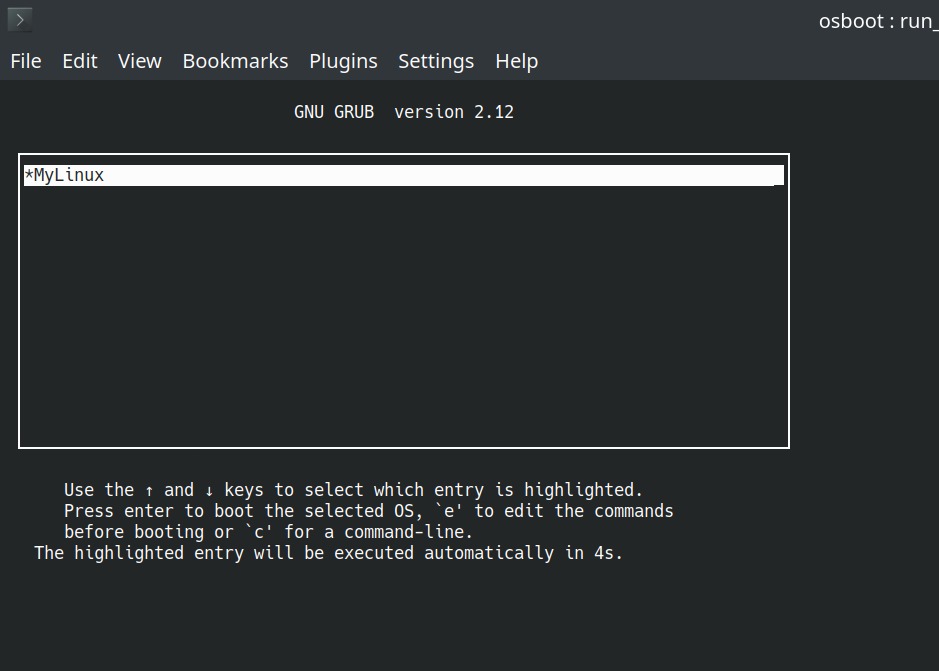 osboot : run_
File Edit View Bookmarks Plugins Settings Help
GNU GRUB  version 2.12
*MyLinux
Use the ↑ and ↓ keys to select which entry is highlighted.
Press enter to boot the selected OS, `e' to edit the commands
before booting or `c' for a command-line.
The highlighted entry will be executed automatically in 4s.